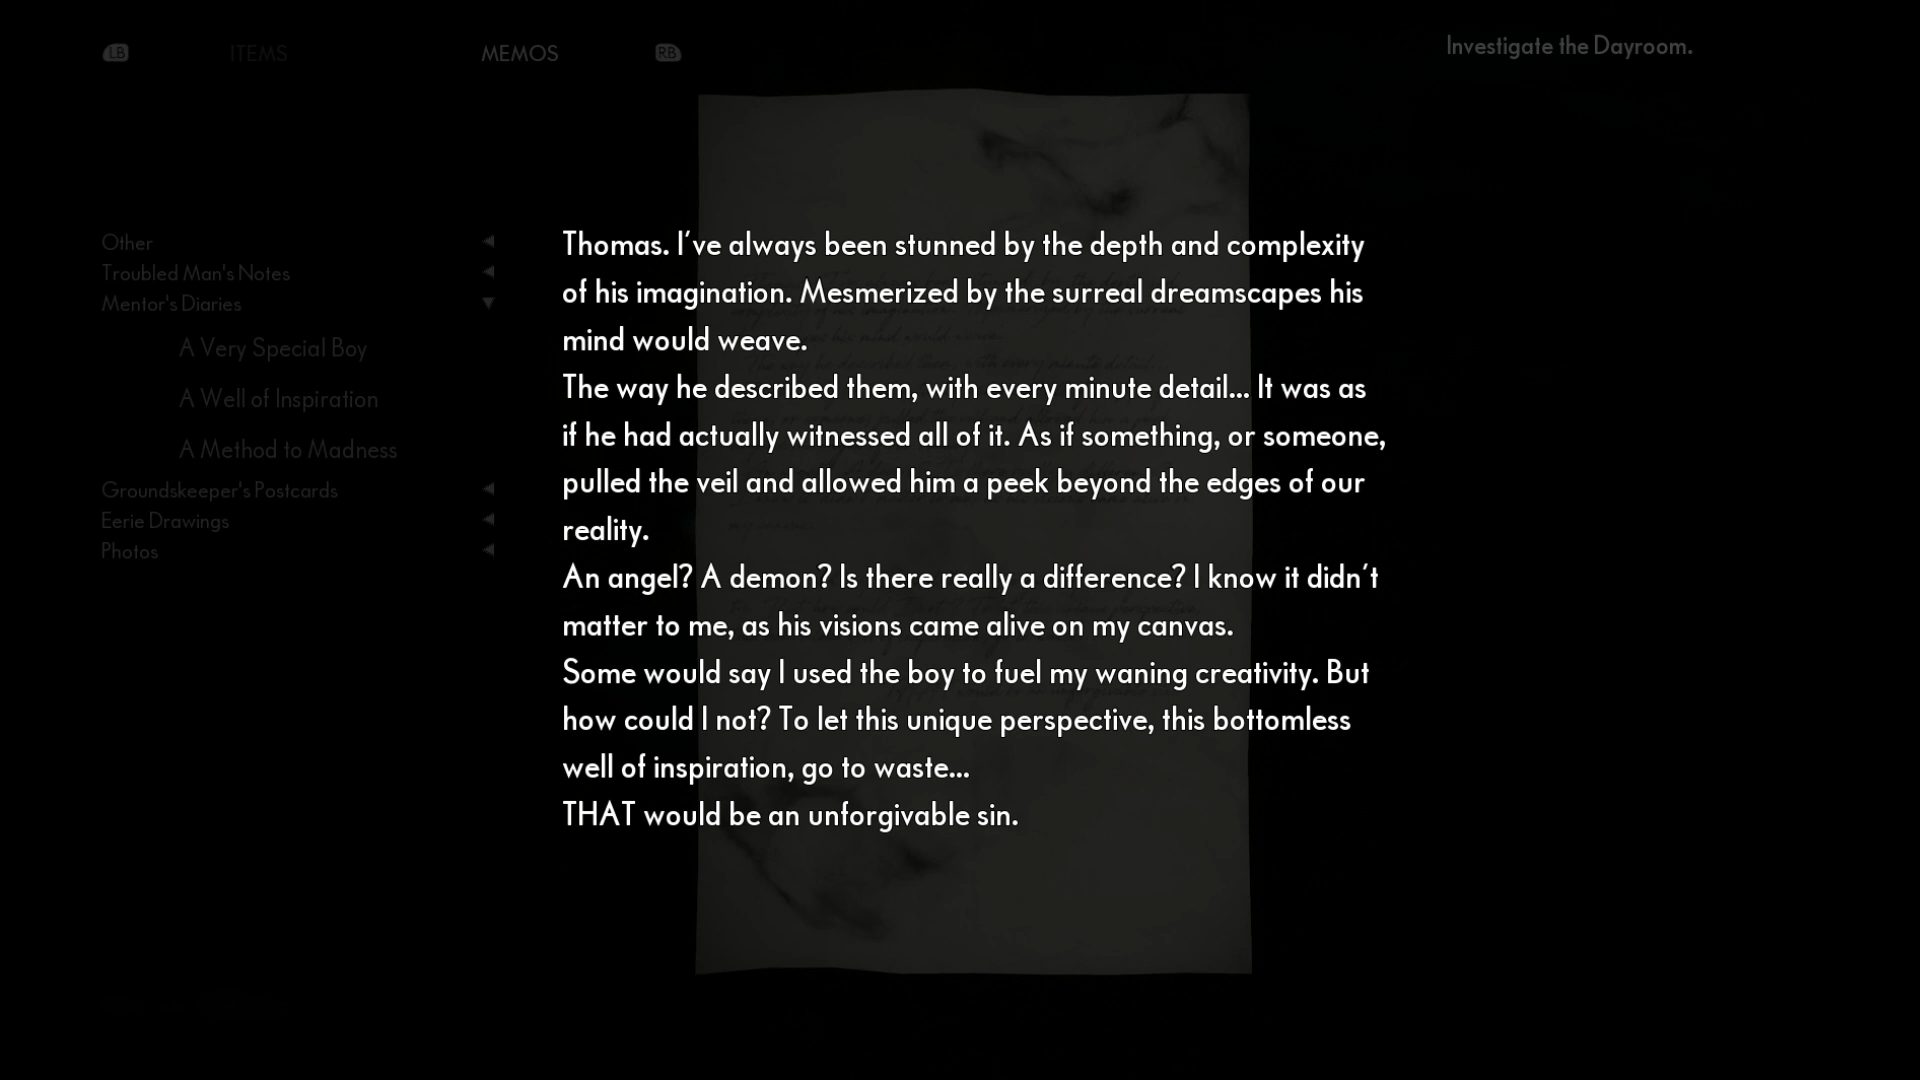 LB
ITEMS
MEMOS
RB
Investigate the Dayroom.
Other
Troubled Man's Notes
Mentor's Diaries
A Very Special Boy
A Well of Inspiration
A Method to Madness
Groundskeeper's Postcards
Eerie Drawings
Photos
Thomas. I've always been stunned by the depth and complexity
of his imagination. Mesmerized by the surreal dreamscapes his
mind would weave.
The way he described them, with every minute detail... It was as
if he had actually witnessed all of it. As if something, or someone,
pulled the veil and allowed him a peek beyond the edges of our
reality.
An angel? A demon? Is there really a difference? I know it didn't
matter to me, as his visions came alive on my canvas.
Some would say I used the boy to fuel my waning creativity. But
how could I not? To let this unique perspective, this bottomless
well of inspiration, go to waste...
THAT would be an unforgivable sin.